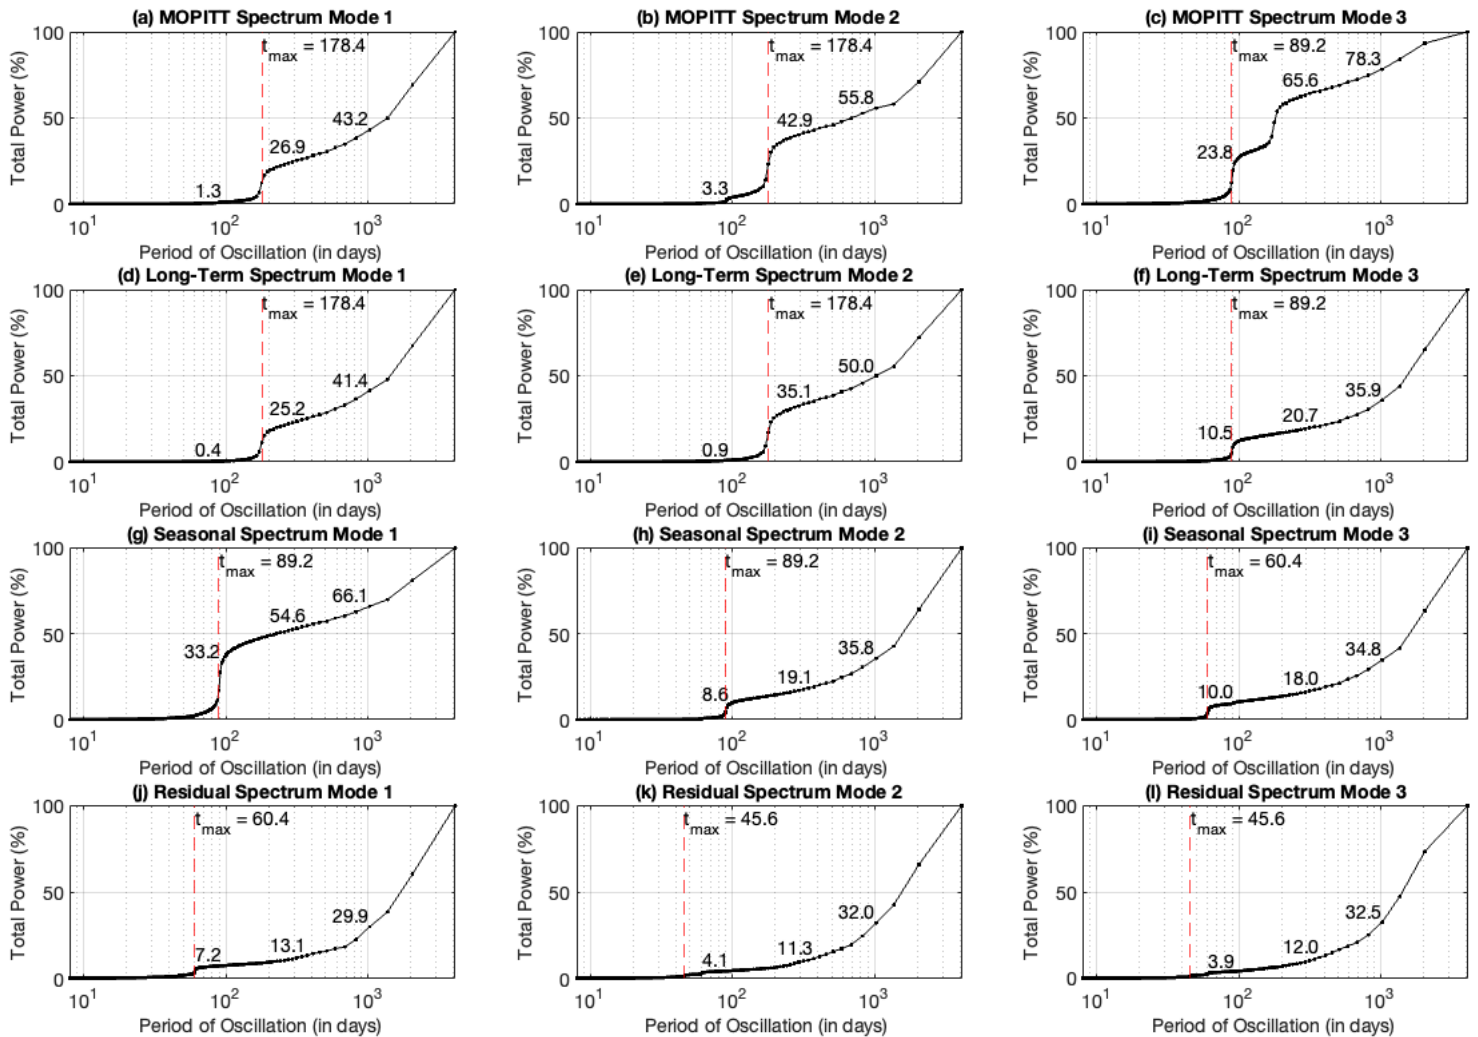 (a) MOPITT Spectrum Mode 1
Total Power (%)
100
50
0
t_max = 178.4
1.3
26.9
43.2
10^1
10^2
10^3
Period of Oscillation (in days)
(b) MOPITT Spectrum Mode 2
Total Power (%)
100
50
0
t_max = 178.4
3.3
42.9
55.8
10^1
10^2
10^3
Period of Oscillation (in days)
(c) MOPITT Spectrum Mode 3
Total Power (%)
100
50
0
t_max = 89.2
23.8
65.6
78.3
10^1
10^2
10^3
Period of Oscillation (in days)
(d) Long-Term Spectrum Mode 1
Total Power (%)
100
50
0
t_max = 178.4
0.4
25.2
41.4
10^1
10^2
10^3
Period of Oscillation (in days)
(e) Long-Term Spectrum Mode 2
Total Power (%)
100
50
0
t_max = 178.4
0.9
35.1
50.0
10^1
10^2
10^3
Period of Oscillation (in days)
(f) Long-Term Spectrum Mode 3
Total Power (%)
100
50
0
t_max = 89.2
10.5
20.7
35.9
10^1
10^2
10^3
Period of Oscillation (in days)
(g) Seasonal Spectrum Mode 1
Total Power (%)
100
50
0
t_max = 89.2
33.2
54.6
66.1
10^1
10^2
10^3
Period of Oscillation (in days)
(h) Seasonal Spectrum Mode 2
Total Power (%)
100
50
0
t_max = 89.2
8.6
19.1
35.8
10^1
10^2
10^3
Period of Oscillation (in days)
(i) Seasonal Spectrum Mode 3
Total Power (%)
100
50
0
t_max = 60.4
10.0
18.0
34.8
10^1
10^2
10^3
Period of Oscillation (in days)
(j) Residual Spectrum Mode 1
Total Power (%)
100
50
0
t_max = 60.4
7.2
13.1
29.9
10^1
10^2
10^3
Period of Oscillation (in days)
(k) Residual Spectrum Mode 2
Total Power (%)
100
50
0
t_max = 45.6
4.1
11.3
32.0
10^1
10^2
10^3
Period of Oscillation (in days)
(l) Residual Spectrum Mode 3
Total Power (%)
100
50
0
t_max = 45.6
3.9
12.0
32.5
10^1
10^2
10^3
Period of Oscillation (in days)